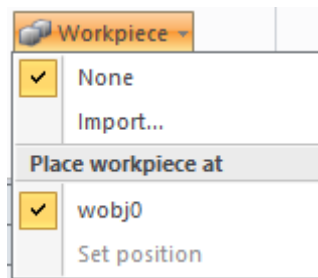 Workpiece
None
Import...
Place workpiece at
wobj0
Set position